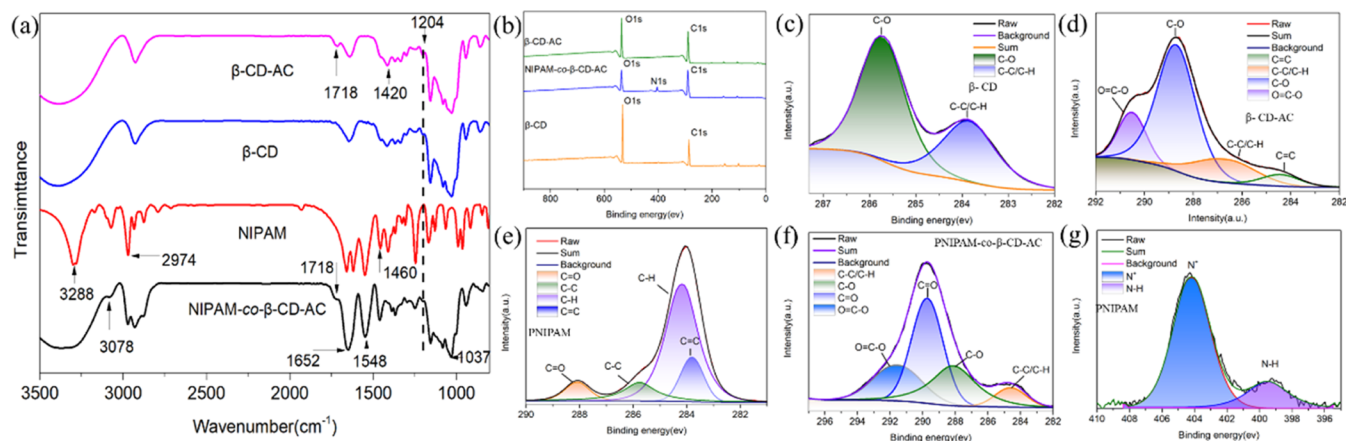 (a)
1204
β-CD-AC
1718
1420
β-CD
NIPAM
2974
1718
1460
3288
NIPAM-co-β-CD-AC
3078
1652
1548
1037
3500 3000 2500 2000 1500 1000
Wavenumber(cm⁻¹)
Transimttance
(b)
O1s
C1s
β-CD-AC
O1s
C1s
NIPAM-co-β-CD-AC
N1s
O1s
C1s
β-CD
800 600 400 200 0
Binding energy(ev)
(c)
C-O
Raw
Background
Sum
C-O
C-C/C-H
β- CD
C-C/C-H
Intensity(a.u.)
287 286 285 284 283 282
Binding energy(ev)
(d)
C-O
Raw
Sum
Background
C=C
C-C/C-H
C-O
O=C-O
β- CD-AC
O=C-O
C-C/C-H
C=C
Intensity(a.u.)
292 290 288 286 284 282
Intensity(a.u.)
(e)
Raw
Sum
Background
C=O
C-C
C-H
C=C
PNIPAM
C-H
C=C
C-C
C=O
Intensity(a.u.)
288 286 284 282
Binding energy(ev)
(f)
PNIPAM-co-β-CD-AC
Raw
Sum
Background
C-C/C-H
C-O
C=O
O=C-O
C=O
O=C-O
C-O
C-C/C-H
Intensity(a.u.)
296 294 292 290 288 286 284 282
Binding energy(ev)
(g)
Raw
Sum
Background
N⁺
N-H
PNIPAM
N⁺
N-H
Intensity(a.u.)
410 408 406 404 402 400 398 396
Binding energy(ev)